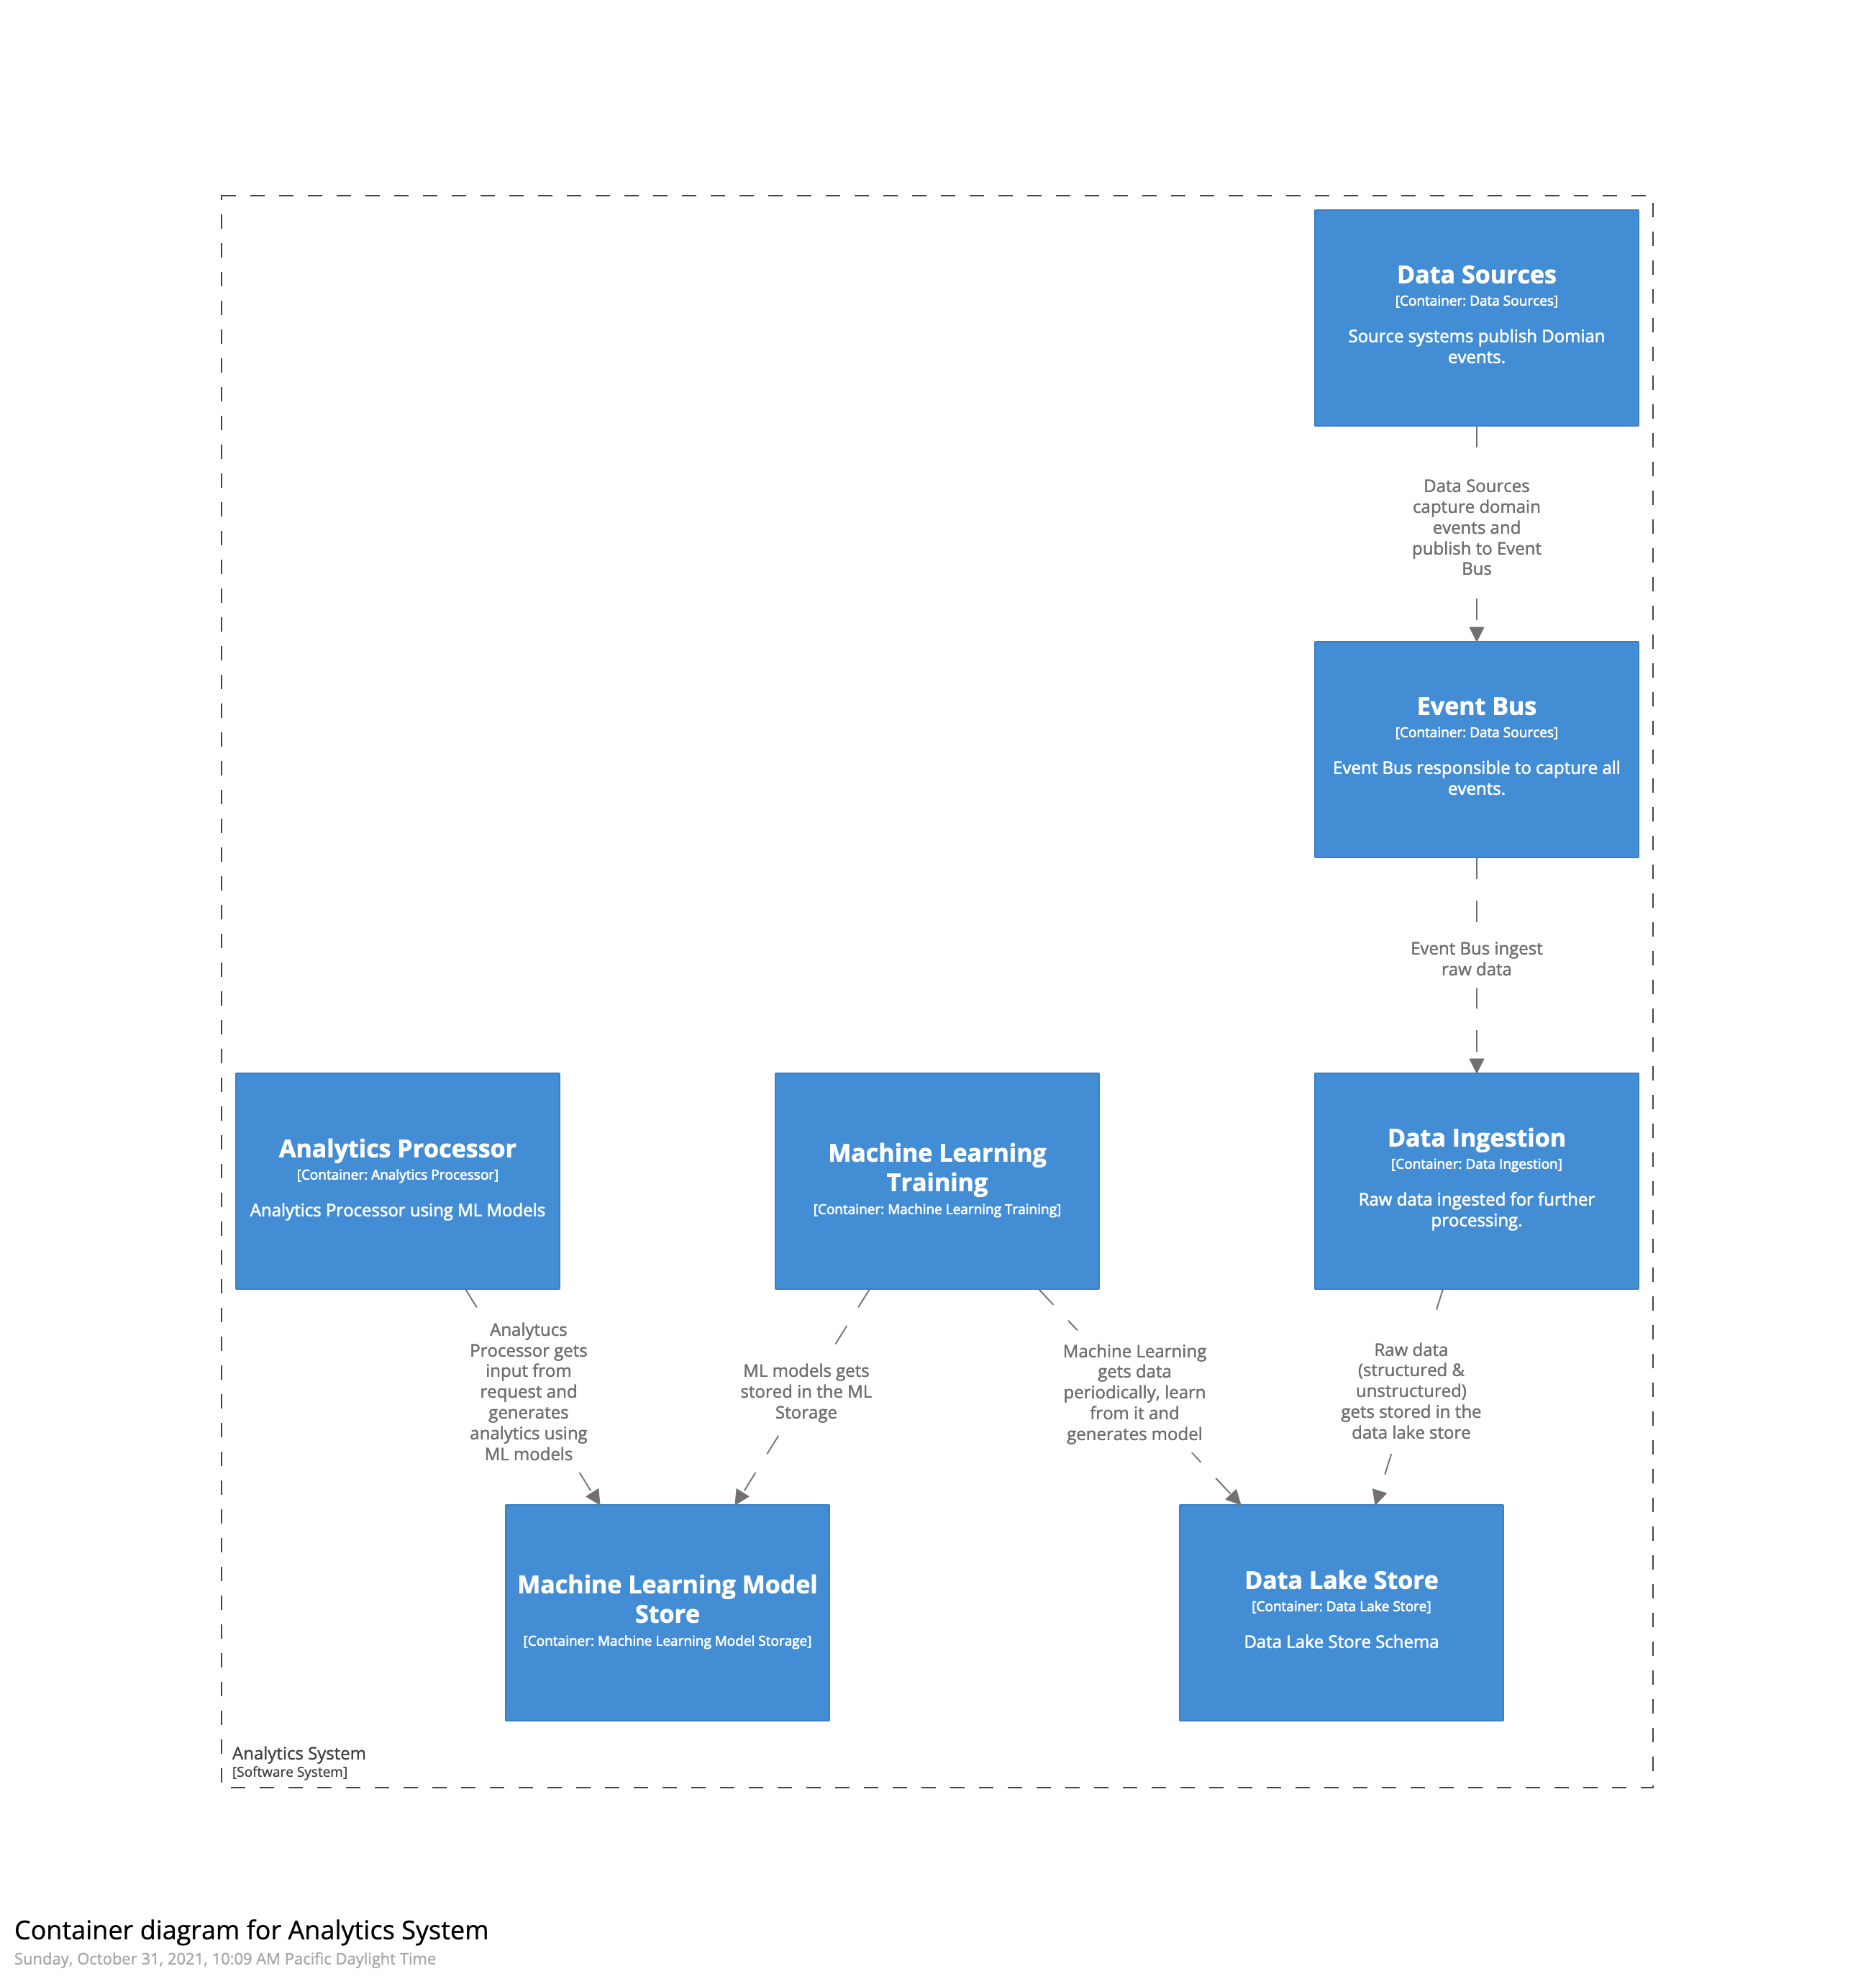 Data Sources
[Container: Data Sources]
Source systems publish Domian
events.
Data Sources
capture domain
events and
publish to Event
Bus
Event Bus
[Container: Data Sources]
Event Bus responsible to capture all
events.
Event Bus ingest
raw data
Analytics Processor
[Container: Analytics Processor]
Analytics Processor using ML Models
Machine Learning
Training
[Container: Machine Learning Training]
Data Ingestion
[Container: Data Ingestion]
Raw data ingested for further
processing.
Analytucs
Processor gets
input from
request and
generates
analytics using
ML models
ML models gets
stored in the ML
Storage
Machine Learning
gets data
periodically, learn
from it and
generates model
Raw data
(structured &
unstructured)
gets stored in the
data lake store
Machine Learning Model
Store
[Container: Machine Learning Model Storage]
Data Lake Store
[Container: Data Lake Store]
Data Lake Store Schema
Analytics System
[Software System]
Container diagram for Analytics System
Sunday, October 31, 2021, 10:09 AM Pacific Daylight Time